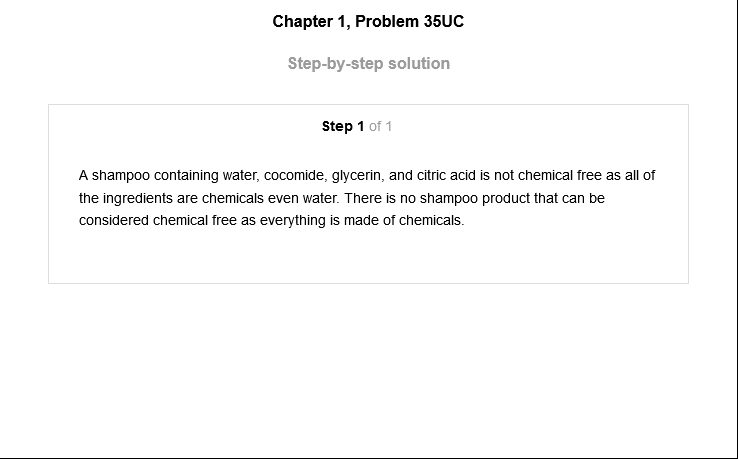 Chapter 1, Problem 35UC
Step-by-step solution
Step 1 of 1
A shampoo containing water, cocomide, glycerin, and citric acid is not chemical free as all of
the ingredients are chemicals even water. There is no shampoo product that can be
considered chemical free as everything is made of chemicals.